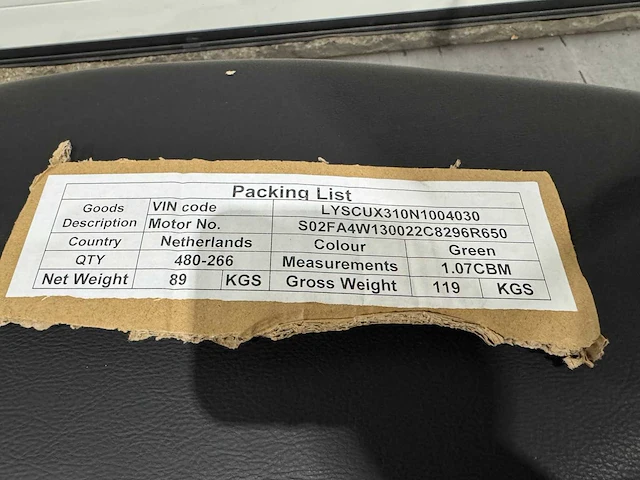 Packing List
Goods Description VIN code LYSCUX310N1004030
Motor No. S02FA4W130022C8296R650
Country Netherlands Colour Green
QTY 480-266 Measurements 1.07CBM
Net Weight 89 KGS Gross Weight 119 KGS